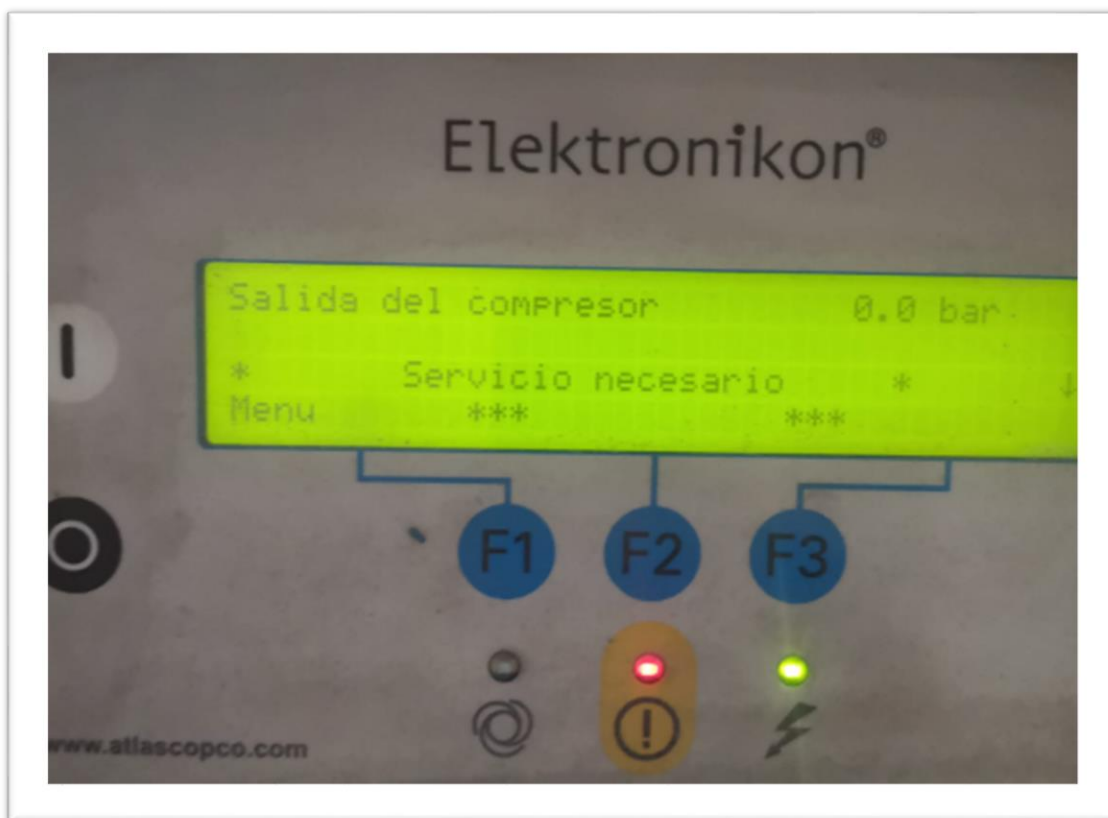 Elektronikon®
Salida del compresor 0.0 bar
* Servicio necesario * ↓
Menu *** ***
F1 F2 F3
www.atlascopco.com